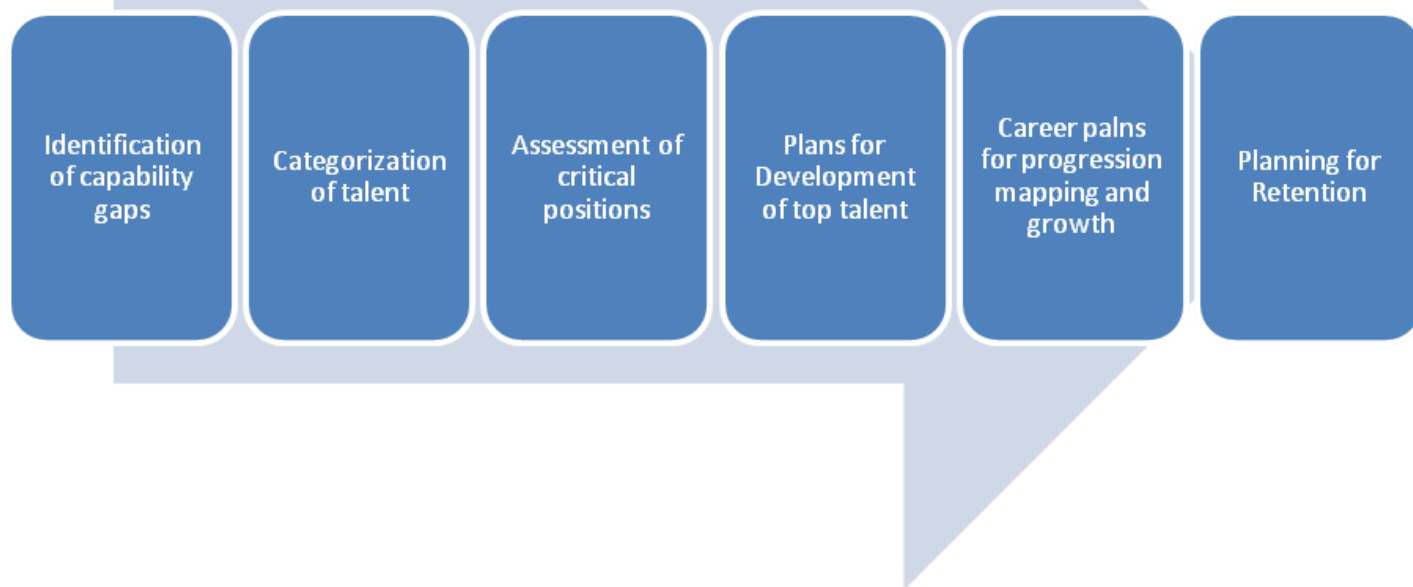 Identification
of capability
gaps
Categorization
of talent
Assessment of
critical
positions
Plans for
Development
of top talent
Career palns
for progression
mapping and
growth
Planning for
Retention